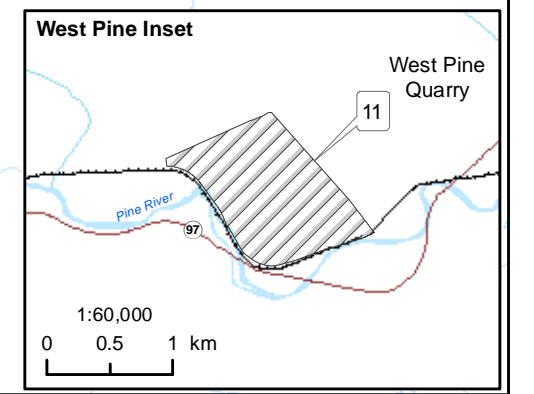 West Pine Inset
West Pine
Quarry
11
Pine River
97
1:60,000
0 0.5 1 km